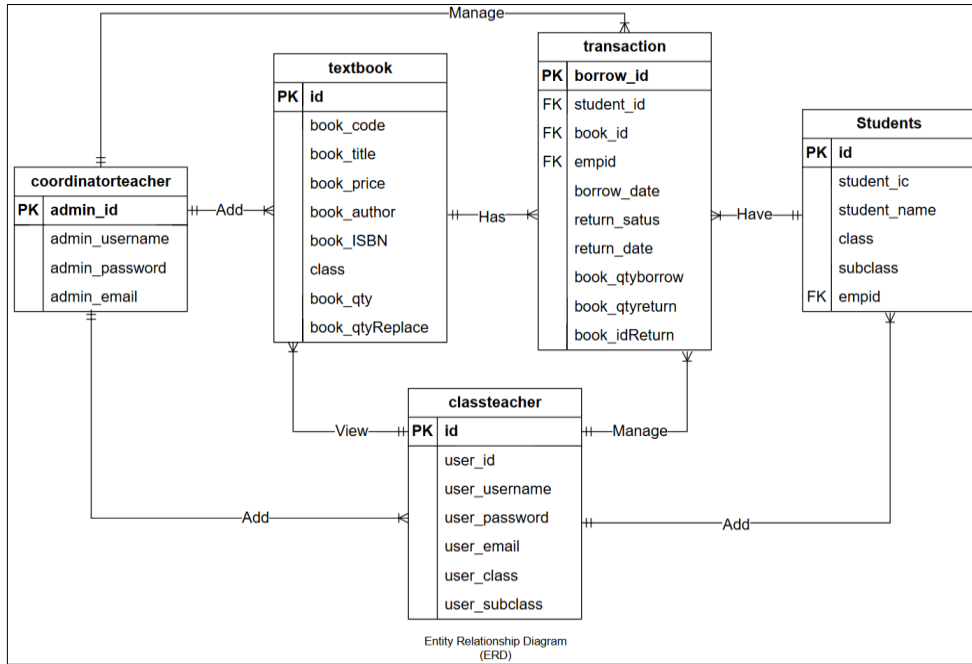 Manage
transaction
PK borrow_id
FK student_id
FK book_id
FK empid
borrow_date
return_satus
return_date
book_qtyborrow
book_qtyreturn
book_idReturn
textbook
PK id
book_code
book_title
book_price
book_author
book_ISBN
class
book_qty
book_qtyReplace
Students
PK id
student_ic
student_name
class
subclass
FK empid
coordinatorteacher
PK admin_id
admin_username
admin_password
admin_email
Add
Has
Have
classteacher
PK id
user_id
user_username
user_password
user_email
user_class
user_subclass
View
Manage
Add
Add
Entity Relationship Diagram
(ERD)